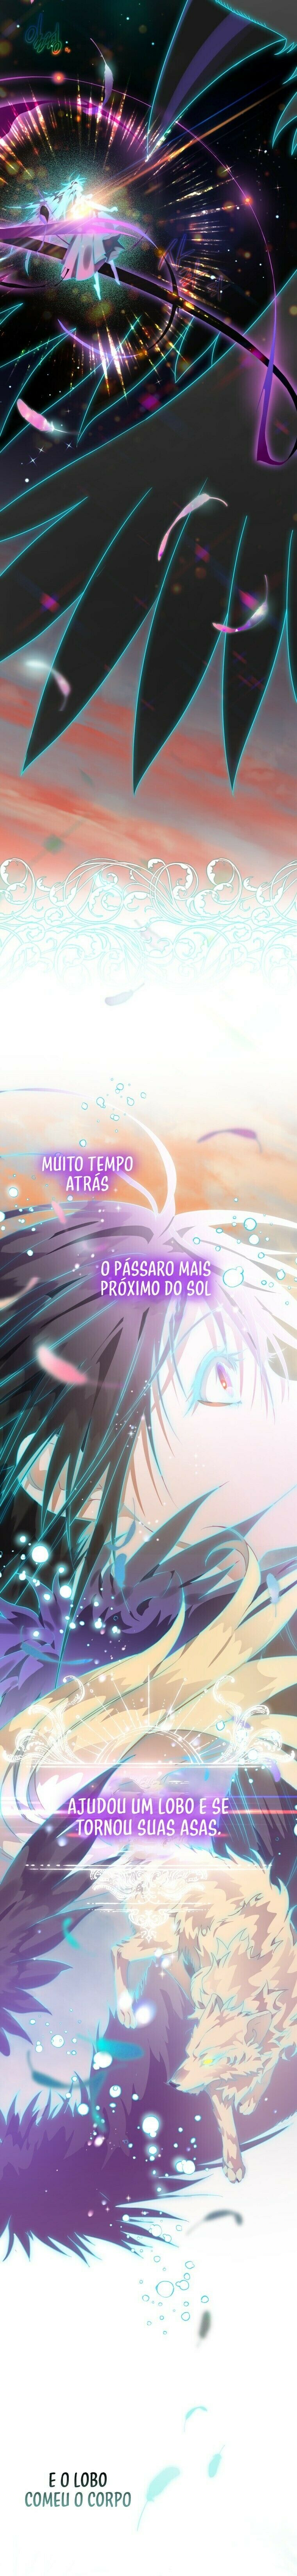 MUITO TEMPO
ATRÁS
O PÁSSARO MAIS
PRÓXIMO DO SOL
AJUDOU UM LOBO E SE
TORNOU SUAS ASAS.
E O LOBO
COMEU O CORPO